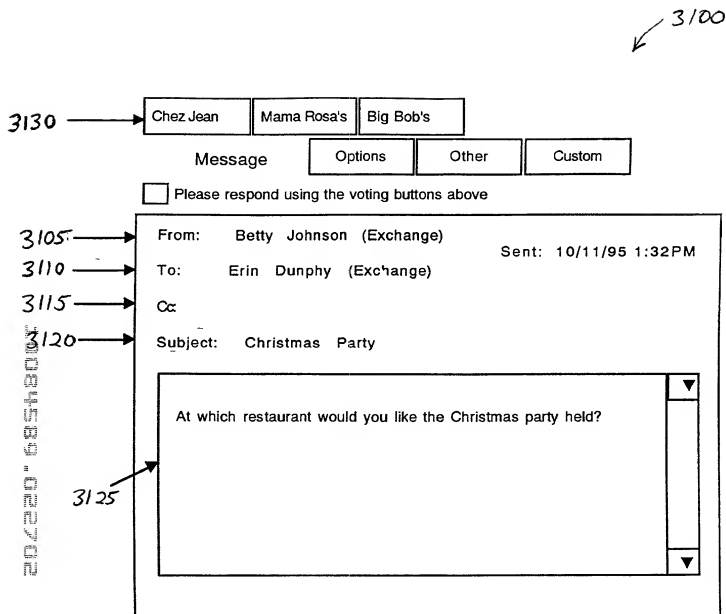 3100
3130 Chez Jean Mama Rosa's Big Bob's
Message Options Other Custom
Please respond using the voting buttons above
3105 From: Betty Johnson (Exchange)
Sent: 10/11/95 1:32PM
3110 To: Erin Dunphy (Exchange)
3115 Cc:
3120 Subject: Christmas Party
At which restaurant would you like the Christmas party held?
3125
10084589.022702